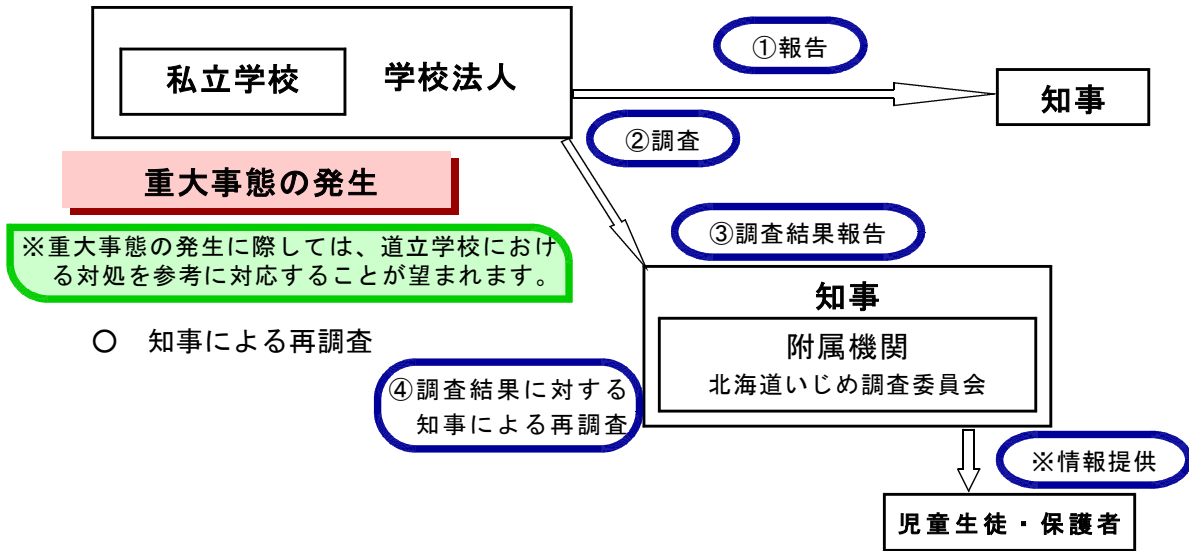 ①報告
私立学校
学校法人
知事
②調査
重大事態の発生
③調査結果報告
※重大事態の発生に際しては、道立学校におけ
る対処を参考に対応することが望まれます。
知事
〇　知事による再調査
附属機関
北海道いじめ調査委員会
④調査結果に対する
知事による再調査
※情報提供
児童生徒・保護者